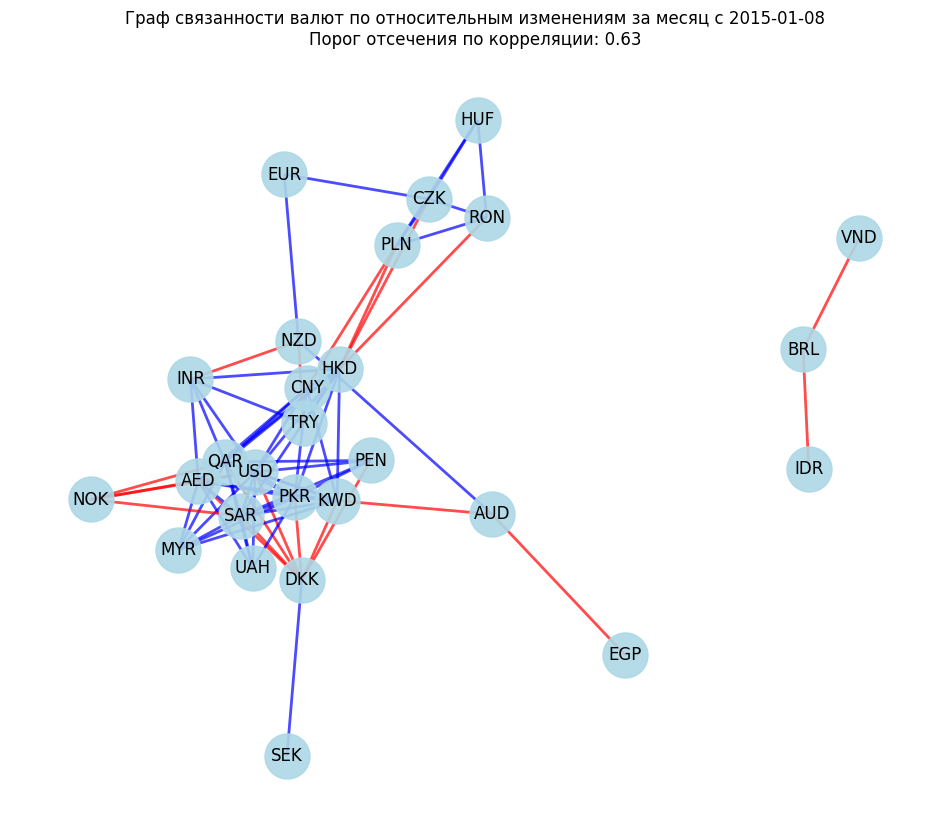 Граф связанности валют по относительным изменениям за месяц с 2015-01-08
Порог отсечения по корреляции: 0.63
HUF
EUR
CZK
RON
PLN
VND
NZD
BRL
HKD
INR
CNY
TRY
QAR
PEN
USD
IDR
AED
NOK
PKR
KWD
SAR
AUD
MYR
UAH
DKK
EGP
SEK